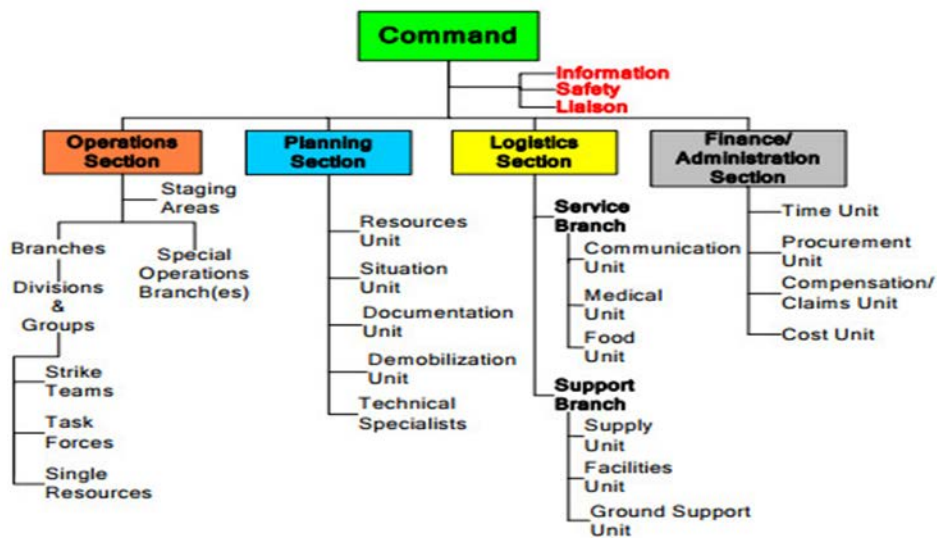 Command
Information
Safety
Liaison
Operations
Section
Staging
Areas
Branches
Special
Operations
Branch(es)
Divisions
&
Groups
Strike
Teams
Task
Forces
Single
Resources
Planning
Section
Resources
Unit
Situation
Unit
Documentation
Unit
Demobilization
Unit
Technical
Specialists
Logistics
Section
Service
Branch
Communication
Unit
Medical
Unit
Food
Unit
Support
Branch
Supply
Unit
Facilities
Unit
Ground Support
Unit
Finance/
Administration
Section
Time Unit
Procurement
Unit
Compensation/
Claims Unit
Cost Unit